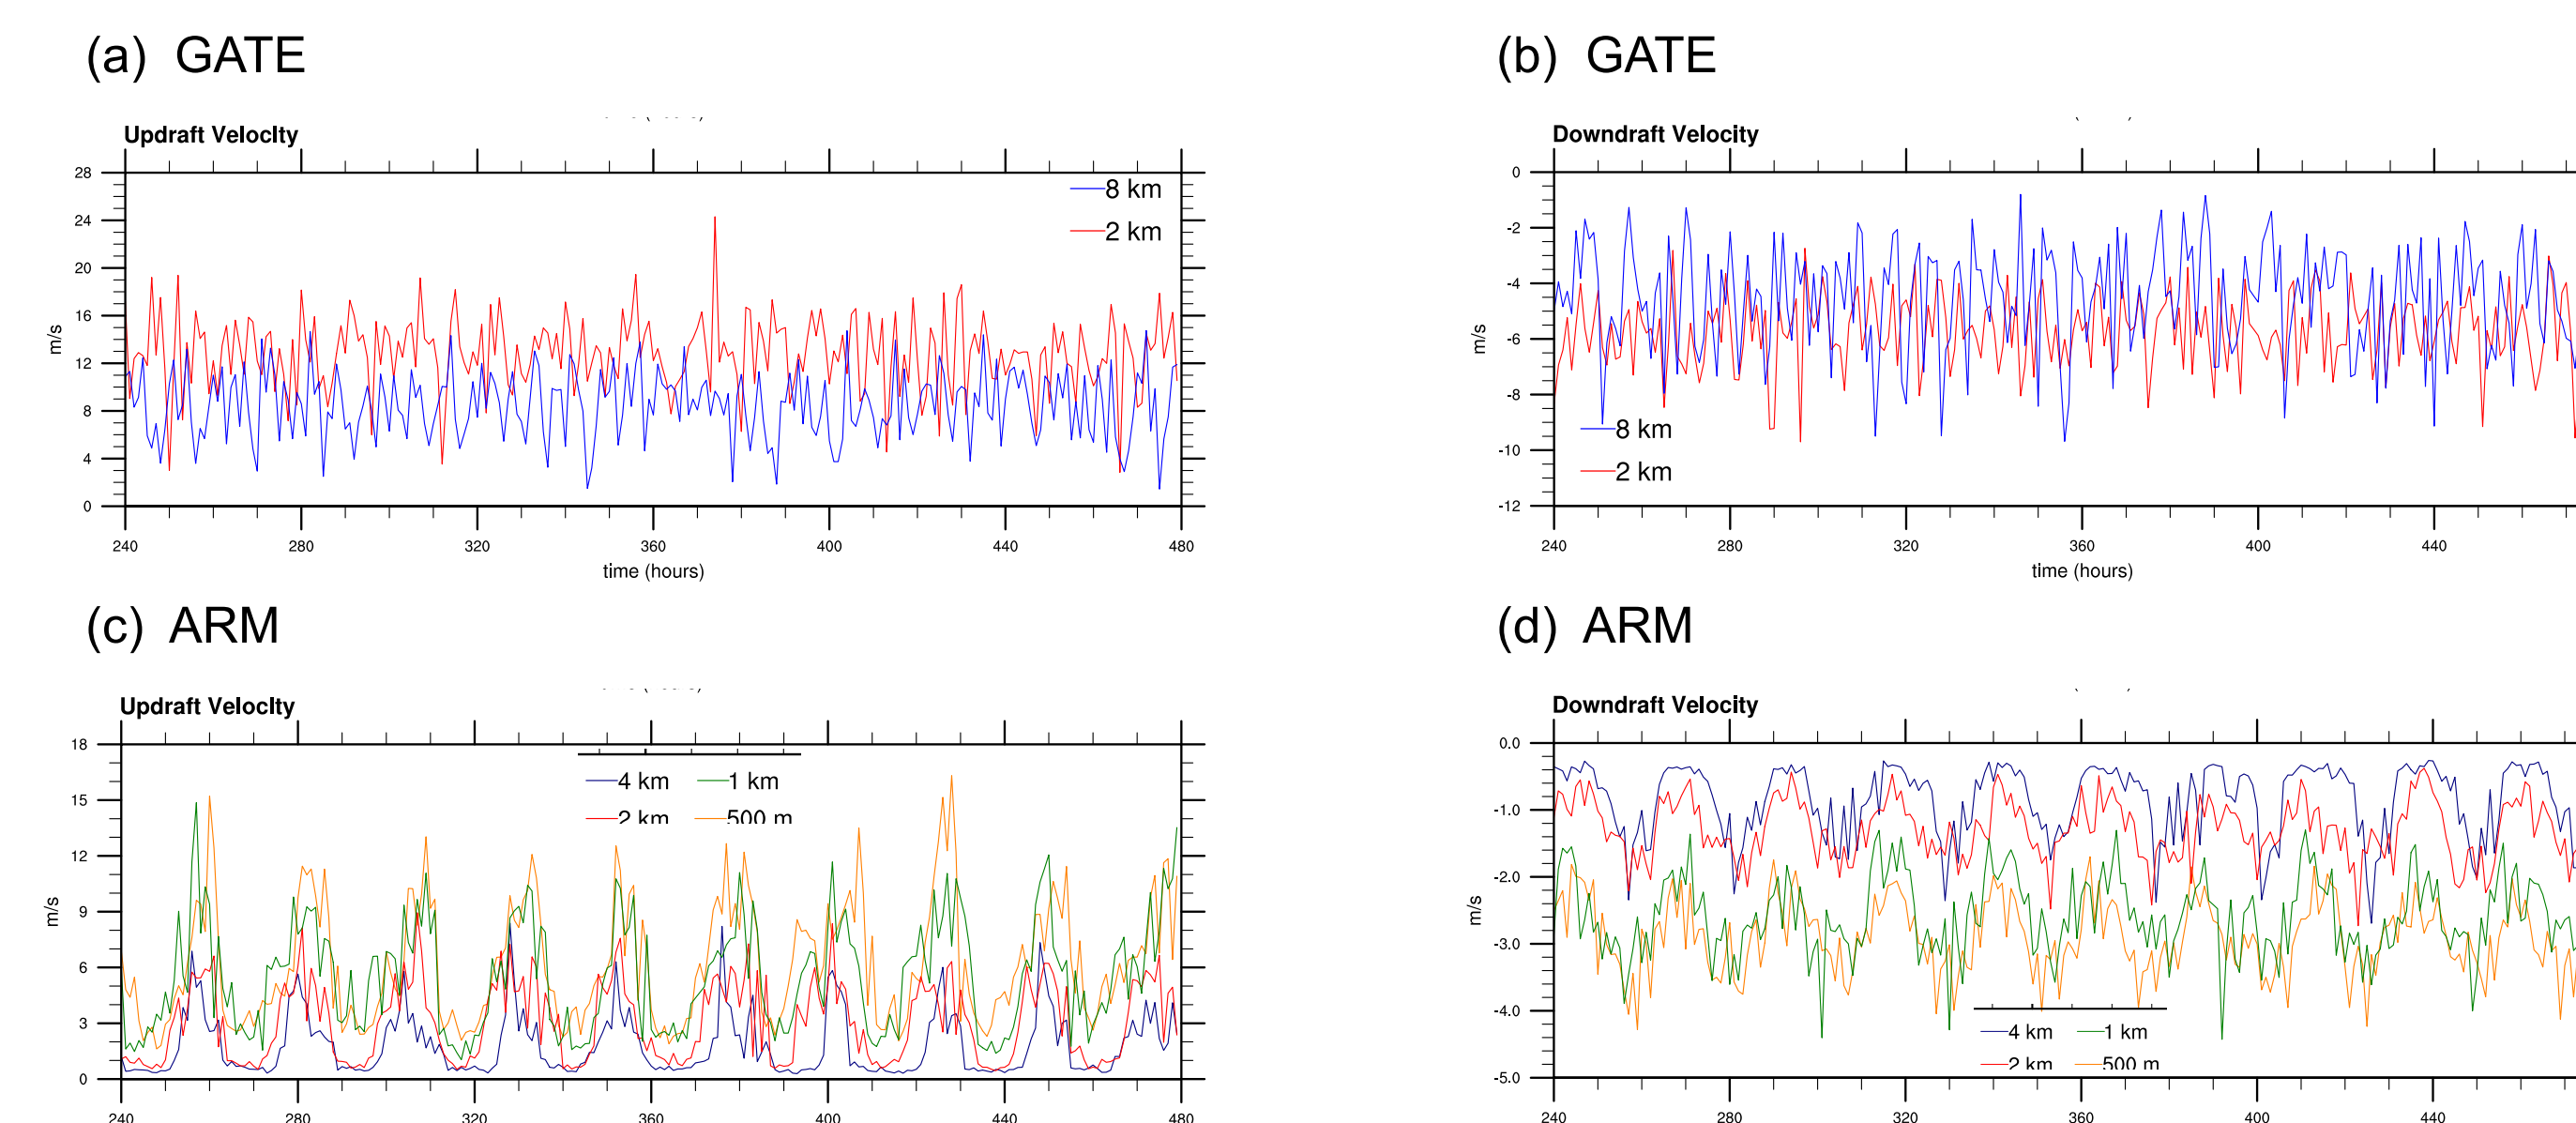 (a) GATE
(b) GATE
Updraft Velocity
Downdraft Velocity
28
24
20
16
12
8
4
0
m/s
8 km
2 km
240
280
320
360
400
440
480
time (hours)
0
-2
-4
-6
-8
-10
-12
m/s
8 km
2 km
240
280
320
360
400
440
time (hours)
(c) ARM
(d) ARM
Updraft Velocity
Downdraft Velocity
18
15
12
9
6
3
0
m/s
4 km
1 km
2 km
500 m
240
280
320
360
400
440
480
0.0
-1.0
-2.0
-3.0
-4.0
-5.0
m/s
4 km
1 km
2 km
500 m
240
280
320
360
400
440